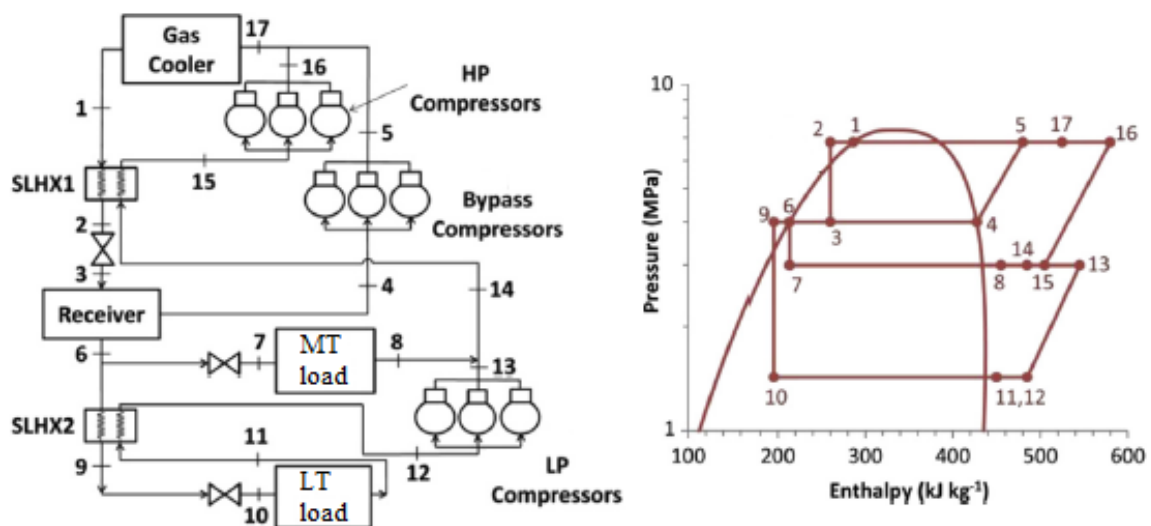 Gas
Cooler
17
16
HP
Compressors
1
5
15
SLHX1
Bypass
Compressors
2
3
4
14
Receiver
6
7
MT
load
8
13
SLHX2
11
12
9
LP
Compressors
10
LT
load
10
2
1
5
17
16
9
6
3
4
14
7
8
15
13
10
11,12
1
Pressure (MPa)
100
200
300
400
500
600
Enthalpy (kJ kg⁻¹)